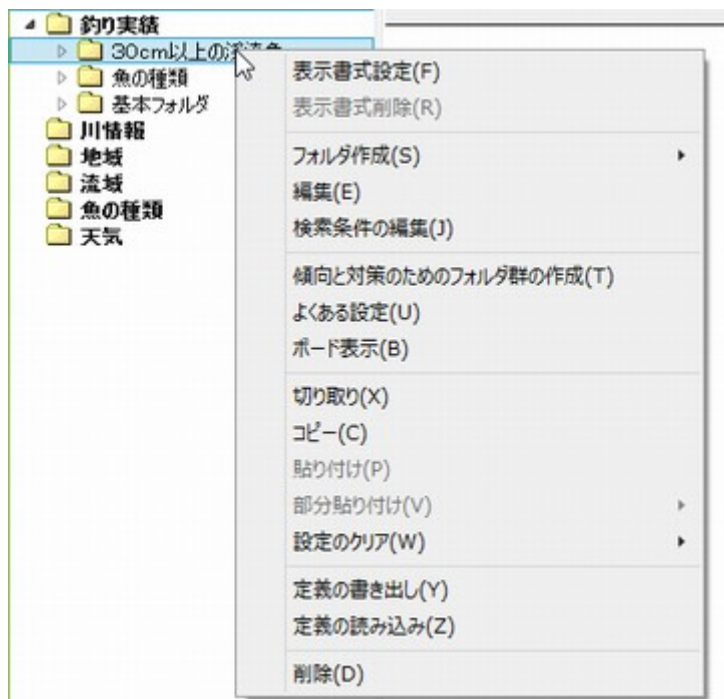 釣り実績
30cm以上の渓流魚
魚の種類
基本フォルダ
川情報
地域
流域
魚の種類
天気
表示書式設定(F)
表示書式削除(R)
フォルダ作成(S)
編集(E)
検索条件の編集(J)
傾向と対策のためのフォルダ群の作成(T)
よくある設定(U)
ボード表示(B)
切り取り(X)
コピー(C)
貼り付け(P)
部分貼り付け(V)
設定のクリア(W)
定義の書き出し(Y)
定義の読み込み(Z)
削除(D)